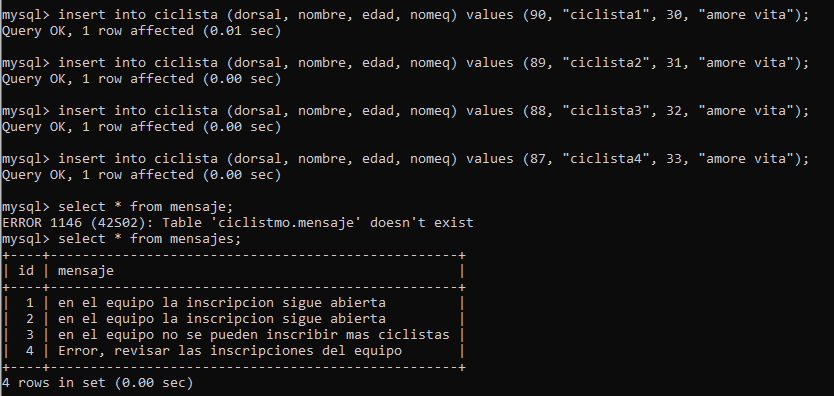 mysql> insert into ciclista (dorsal, nombre, edad, nomeq) values (90, "ciclista1", 30, "amore vita");
Query OK, 1 row affected (0.01 sec)
mysql> insert into ciclista (dorsal, nombre, edad, nomeq) values (89, "ciclista2", 31, "amore vita");
Query OK, 1 row affected (0.00 sec)
mysql> insert into ciclista (dorsal, nombre, edad, nomeq) values (88, "ciclista3", 32, "amore vita");
Query OK, 1 row affected (0.00 sec)
mysql> insert into ciclista (dorsal, nombre, edad, nomeq) values (87, "ciclista4", 33, "amore vita");
Query OK, 1 row affected (0.00 sec)
mysql> select * from mensaje;
ERROR 1146 (42S02): Table 'ciclistmo.mensaje' doesn't exist
mysql> select * from mensajes;
+----+---------------------------------------------------+
| id | mensaje                                           |
+----+---------------------------------------------------+
|  1 | en el equipo la inscripcion sigue abierta         |
|  2 | en el equipo la inscripcion sigue abierta         |
|  3 | en el equipo no se pueden inscribir mas ciclistas |
|  4 | Error, revisar las inscripciones del equipo       |
+----+---------------------------------------------------+
4 rows in set (0.00 sec)